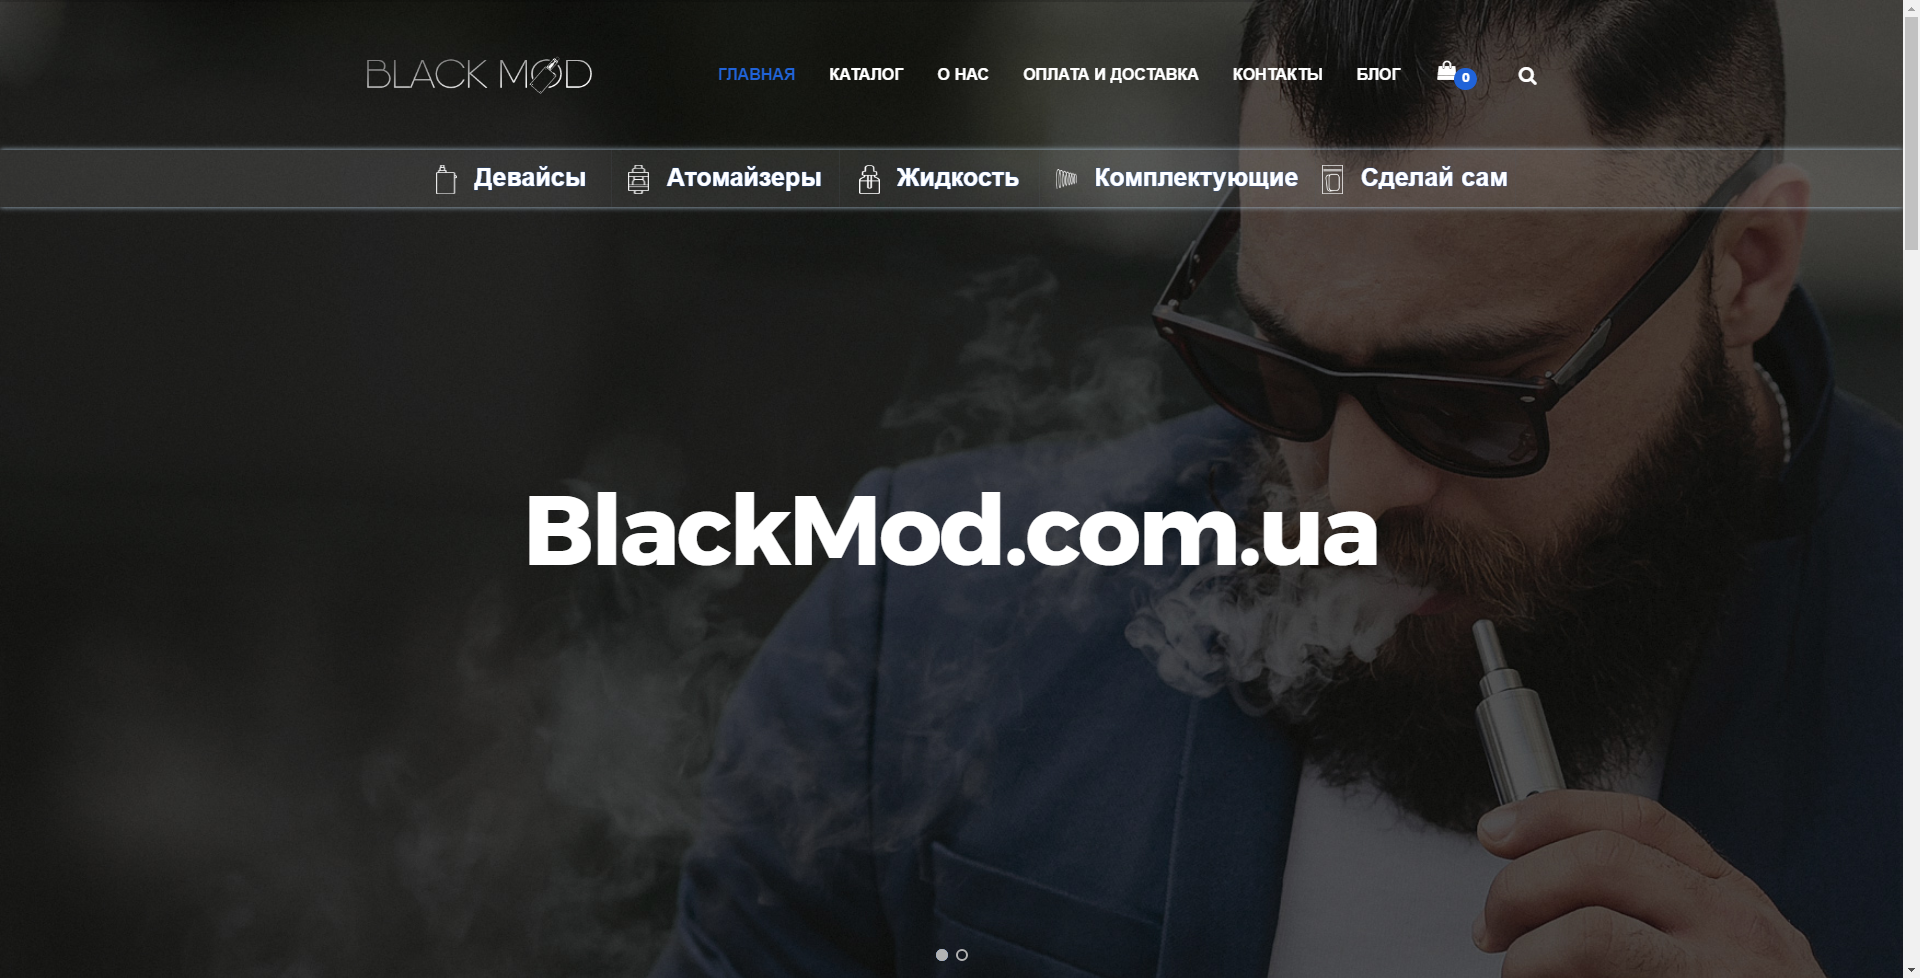 BLACK MOD
ГЛАВНАЯ КАТАЛОГ О НАС ОПЛАТА И ДОСТАВКА КОНТАКТЫ БЛОГ 0
Девайсы Атомайзеры Жидкость Комплектующие Сделай сам
BlackMod.com.ua